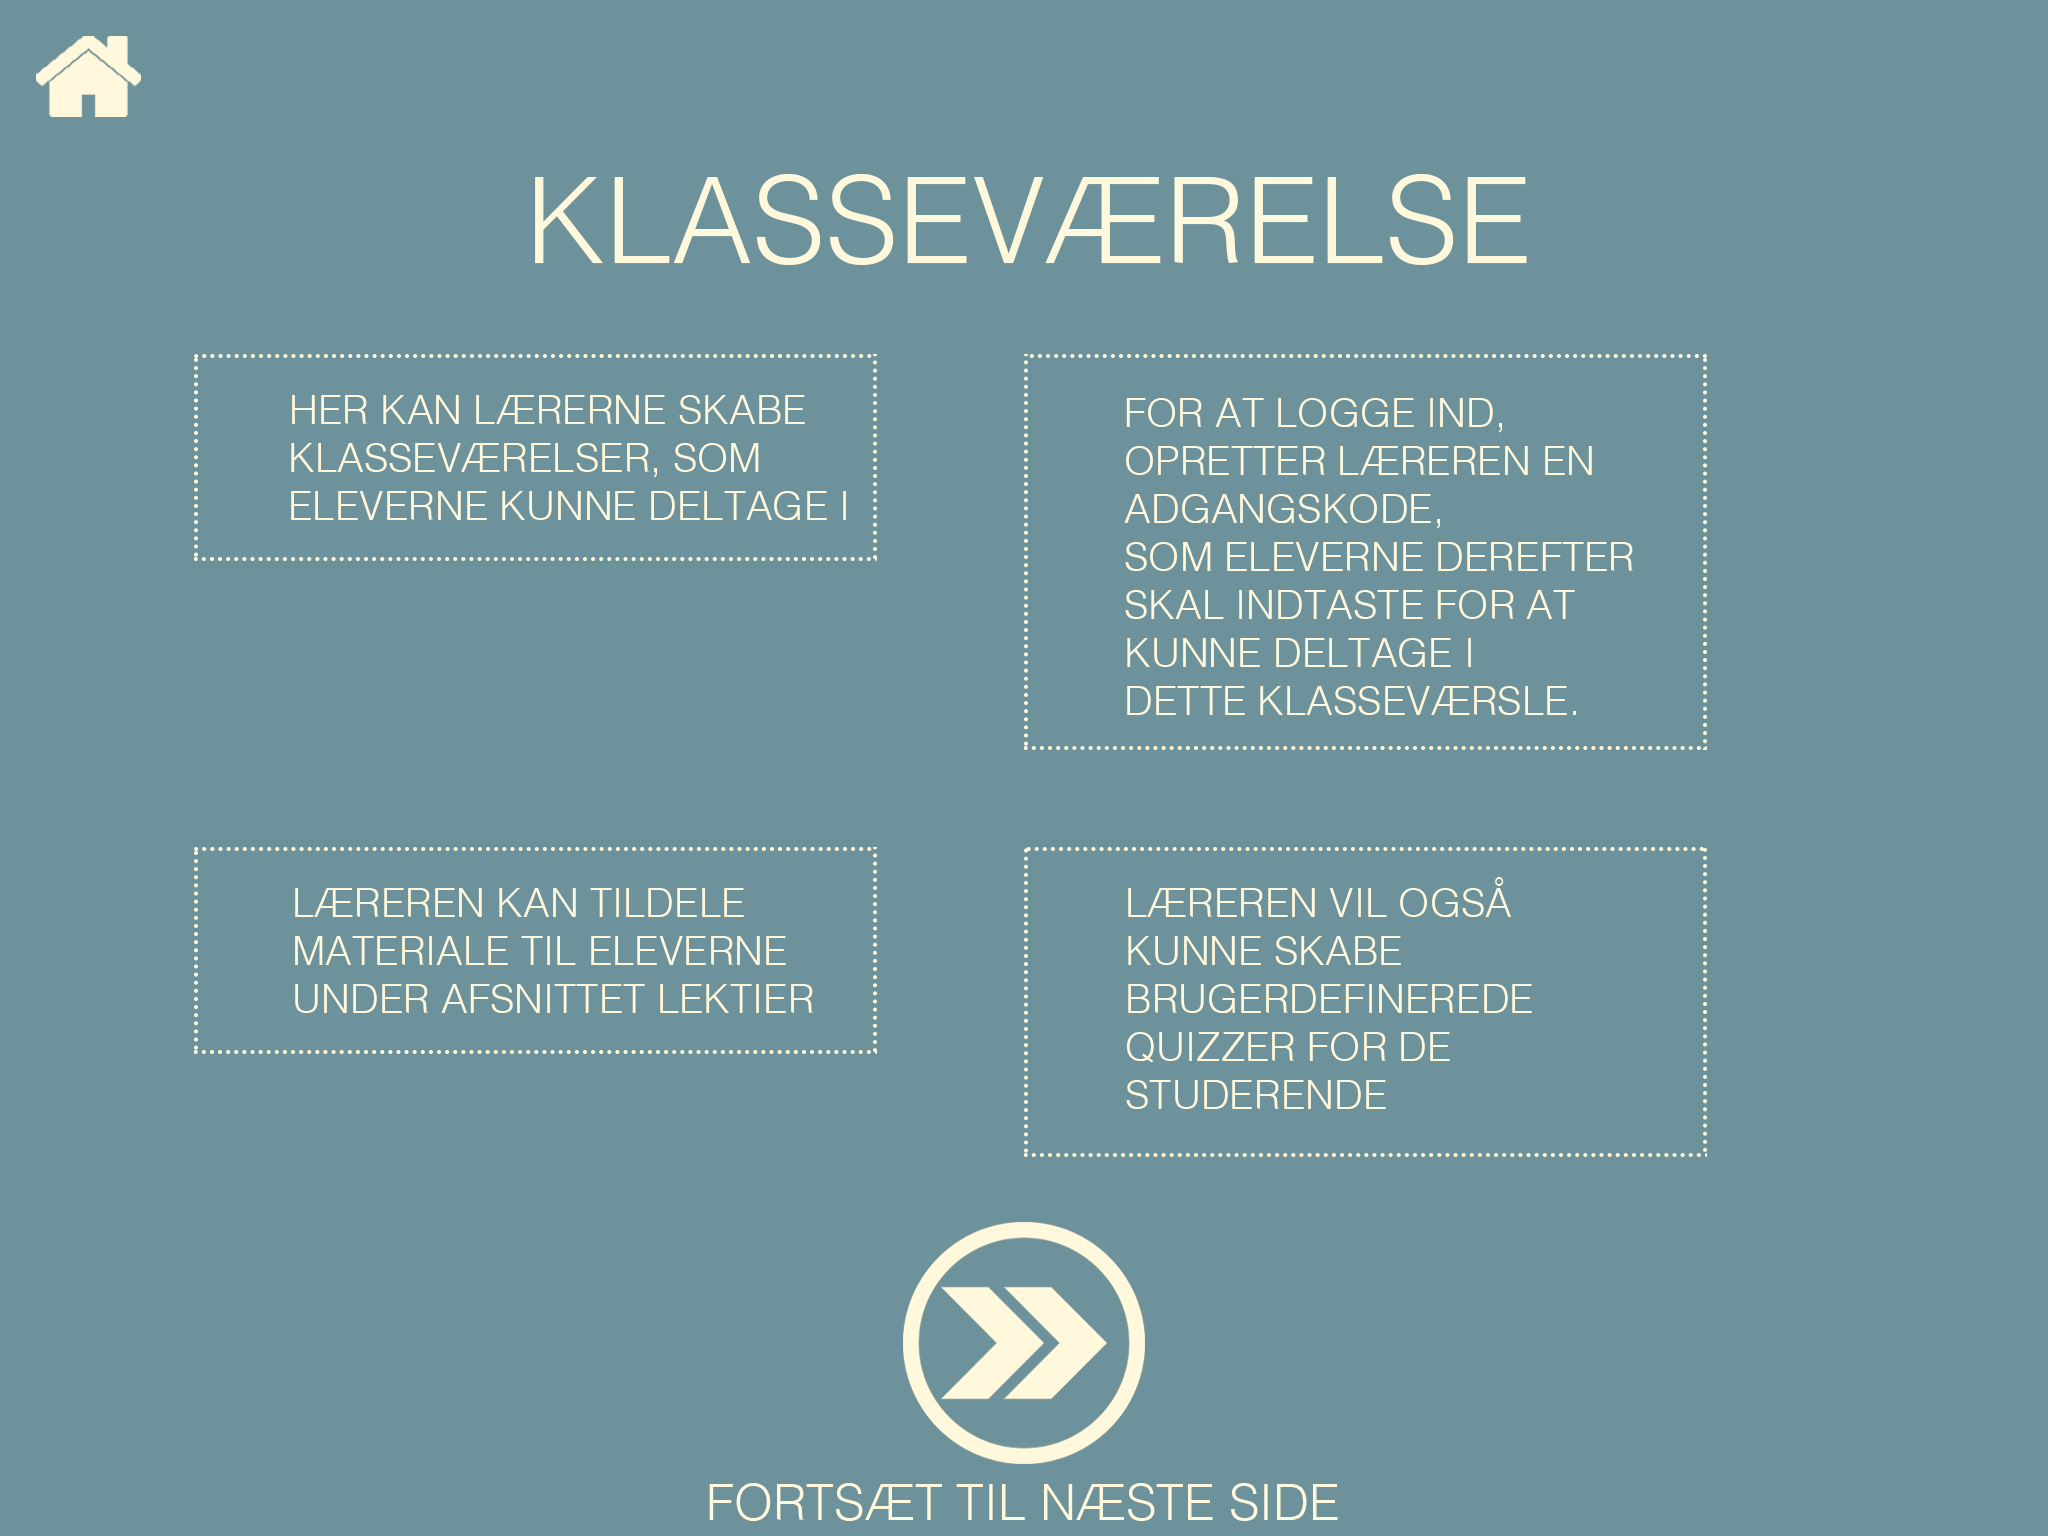 KLASSEVÆRELSE
HER KAN LÆRERNE SKABE
KLASSEVÆRELSER, SOM
ELEVERNE KUNNE DELTAGE I
FOR AT LOGGE IND,
OPRETTER LÆREREN EN
ADGANGSKODE,
SOM ELEVERNE DEREFTER
SKAL INDTASTE FOR AT
KUNNE DELTAGE I
DETTE KLASSEVÆRSLE.
LÆREREN KAN TILDELE
MATERIALE TIL ELEVERNE
UNDER AFSNITTET LEKTIER
LÆREREN VIL OGSÅ
KUNNE SKABE
BRUGERDEFINEREDE
QUIZZER FOR DE
STUDERENDE
FORTSÆT TIL NÆSTE SIDE